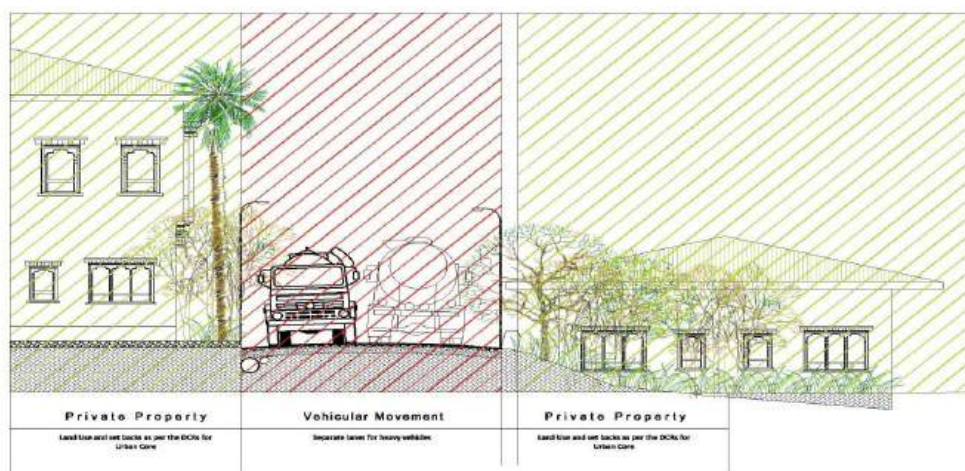 Private Property
Vehicular Movement
Private Property
Land Use and set backs as per the DCRs for
Urban Core
Separate lanes for heavy vehicles
Land Use and set backs as per the DCRs for
Urban Core